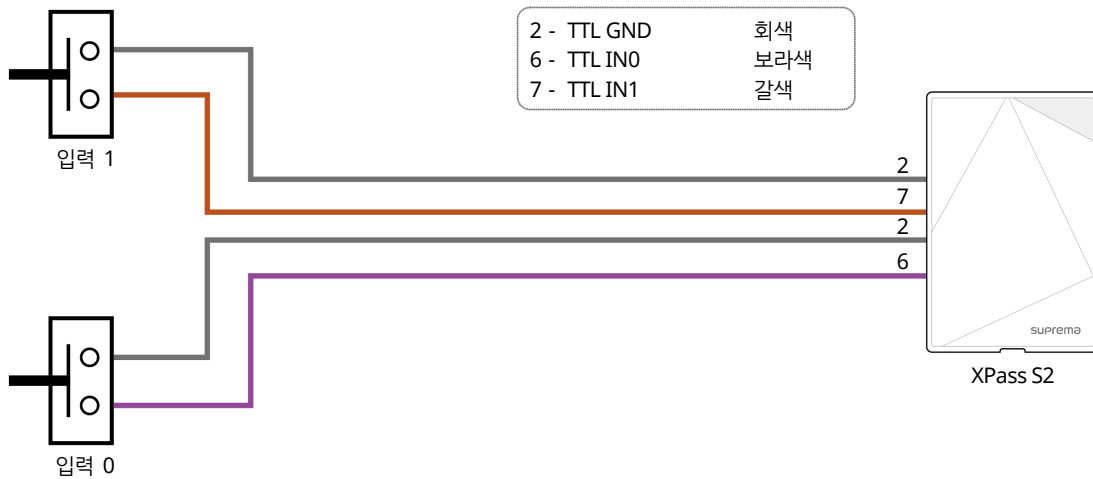 2 - TTL GND 회색
6 - TTL IN0 보라색
7 - TTL IN1 갈색
입력 1
2
7
2
6
suprema
XPass S2
입력 0